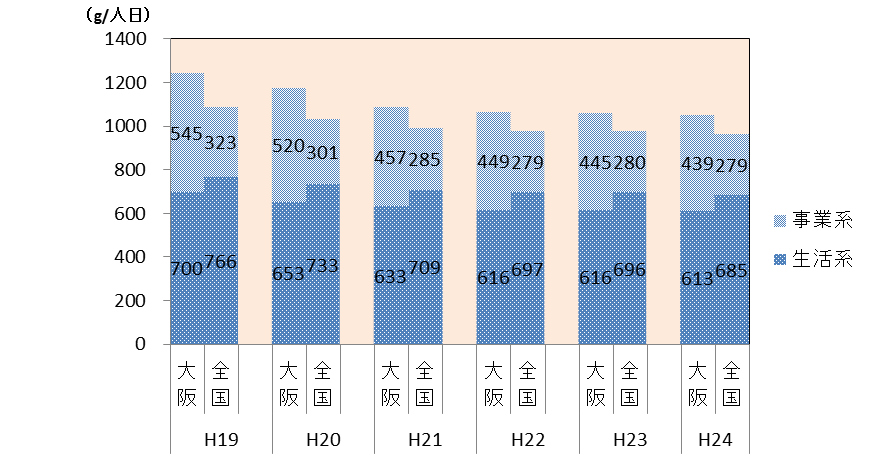 （g/人日）
1400
1200
1000
800
600
400
200
0
545 323 520 301 457 285 449 279 445 280 439 279
700 766 653 733 633 709 616 697 616 696 613 685
事業系
生活系
大阪 全国 大阪 全国 大阪 全国 大阪 全国 大阪 全国 大阪 全国
H19 H20 H21 H22 H23 H24